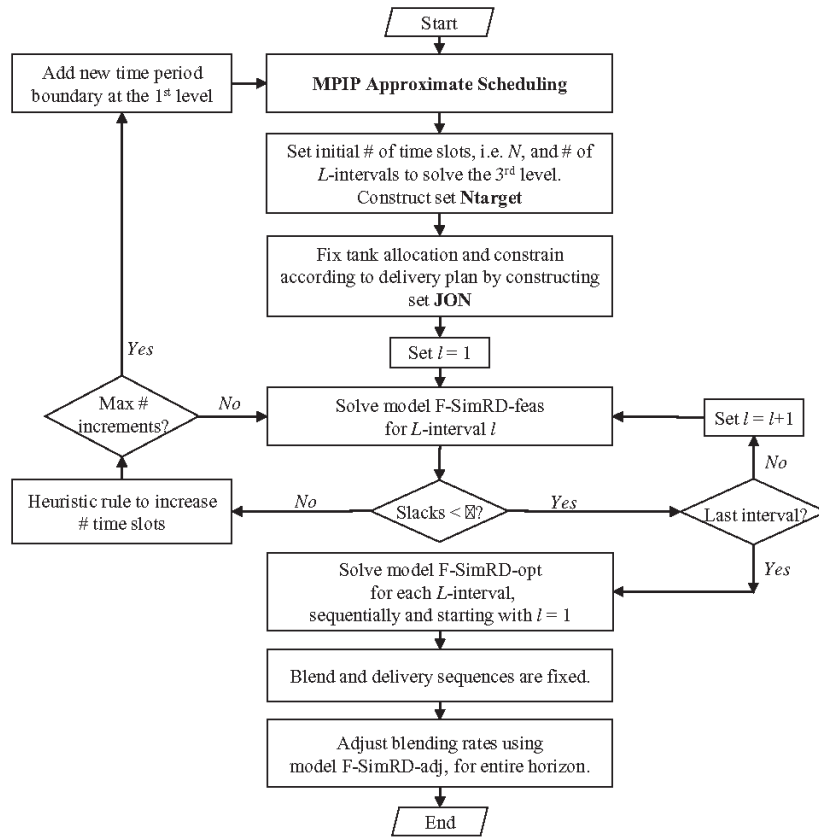 Start
Add new time period
boundary at the 1st level
MPIP Approximate Scheduling
Set initial # of time slots, i.e. N, and # of
L-intervals to solve the 3rd level.
Construct set Ntarget
Fix tank allocation and constrain
according to delivery plan by constructing
set JON
Yes
Set l = 1
Max #
increments?
No
Solve model F-SimRD-feas
for L-interval l
Set l = l+1
No
Heuristic rule to increase
# time slots
No
Slacks < ?
Yes
Last interval?
Yes
Solve model F-SimRD-opt
for each L-interval,
sequentially and starting with l = 1
Blend and delivery sequences are fixed.
Adjust blending rates using
model F-SimRD-adj, for entire horizon.
End